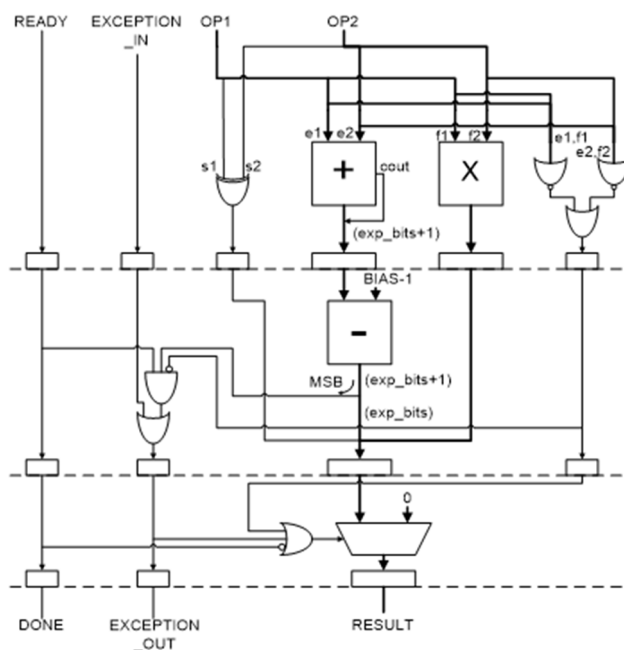 READY EXCEPTION _IN OP1 OP2
e1 e2 f1 f2 e1,f1
e2,f2
s1 s2
+ cout X
(exp_bits+1)
BIAS-1
-
MSB (exp_bits+1)
(exp_bits)
0
DONE EXCEPTION _OUT RESULT